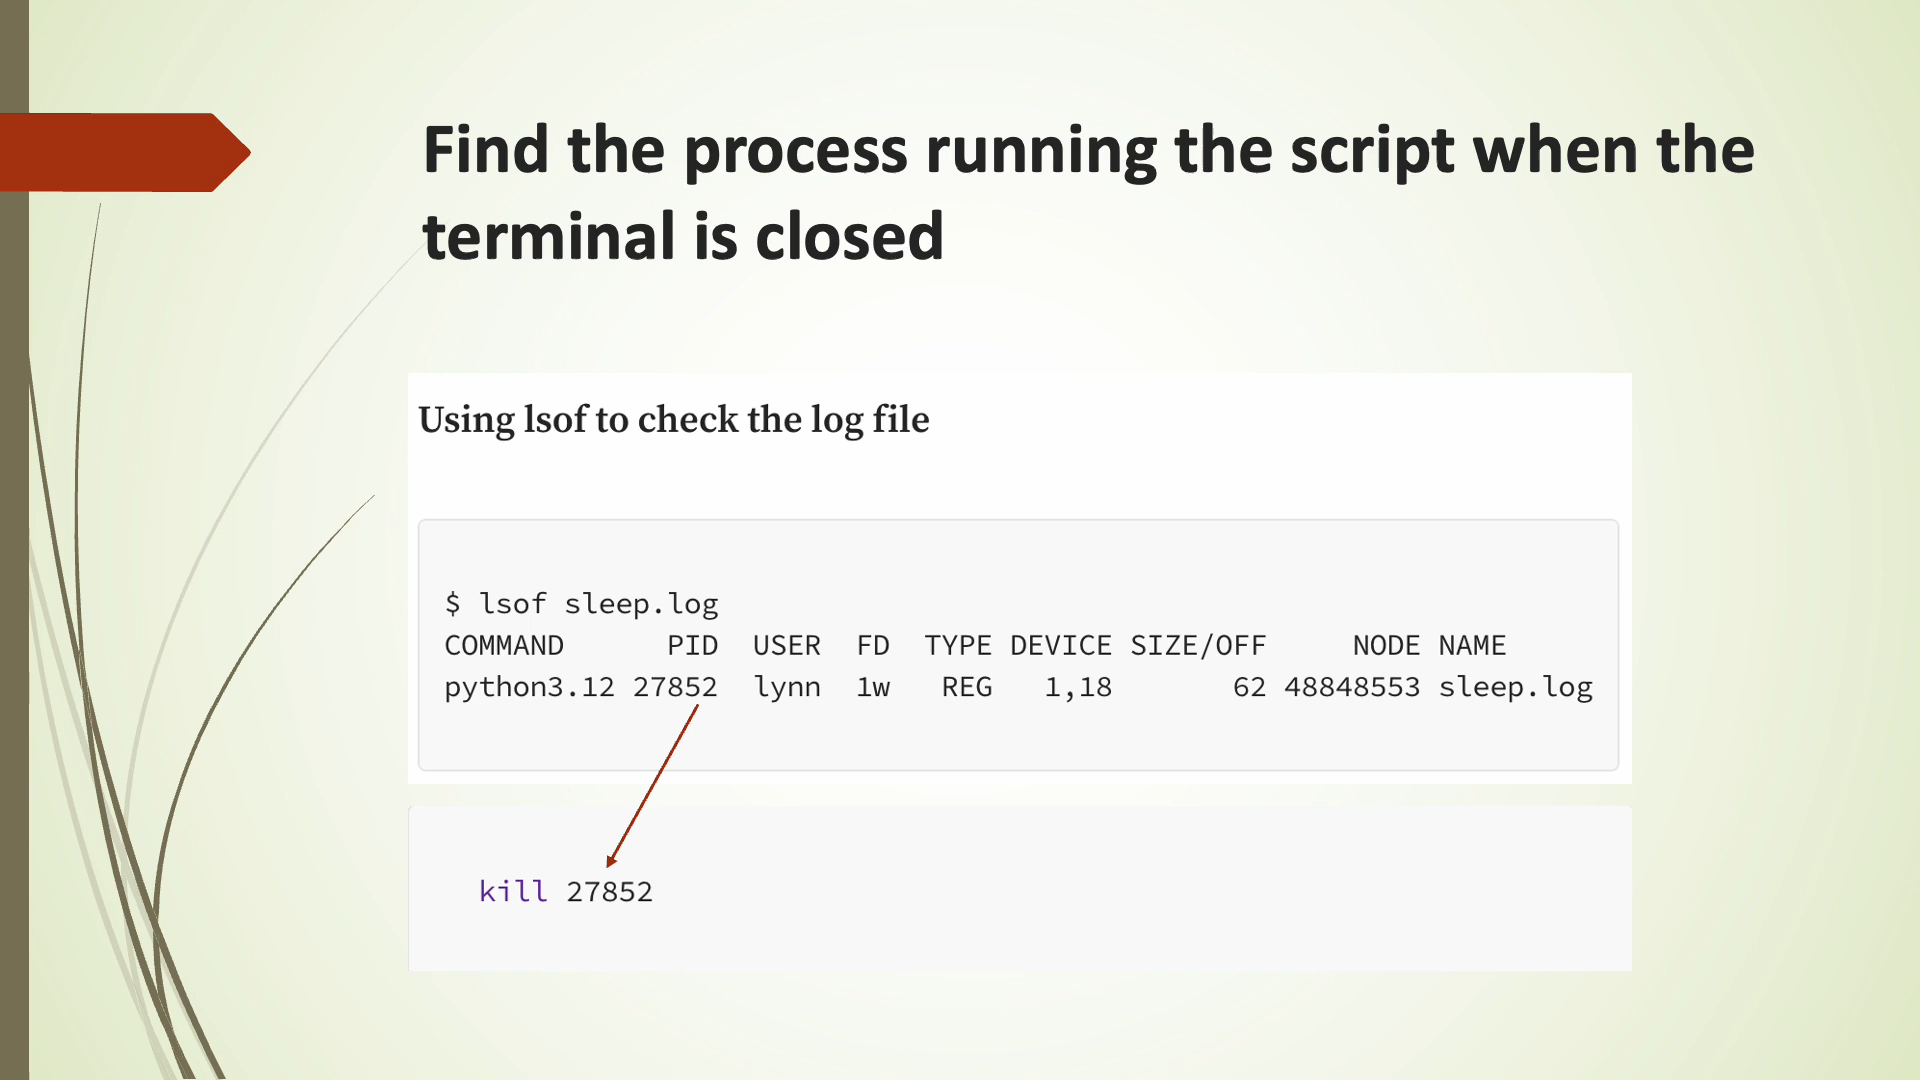 Find the process running the script when the
terminal is closed
Using lsof to check the log file
$ lsof sleep.log
COMMAND      PID  USER  FD  TYPE DEVICE SIZE/OFF     NODE NAME
python3.12 27852  lynn  1w   REG   1,18       62 48848553 sleep.log
kill 27852